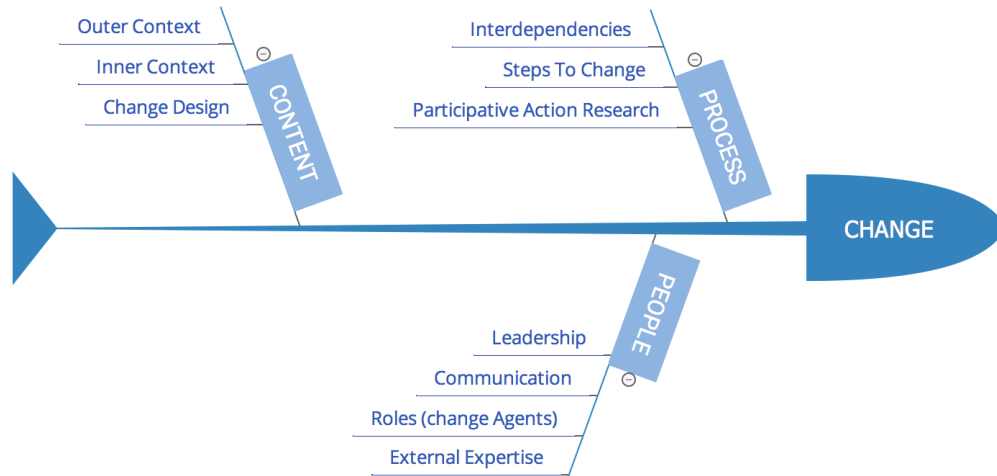 Outer Context
Inner Context
Change Design
CONTENT
Interdependencies
Steps To Change
Participative Action Research
PROCESS
CHANGE
PEOPLE
Leadership
Communication
Roles (change Agents)
External Expertise